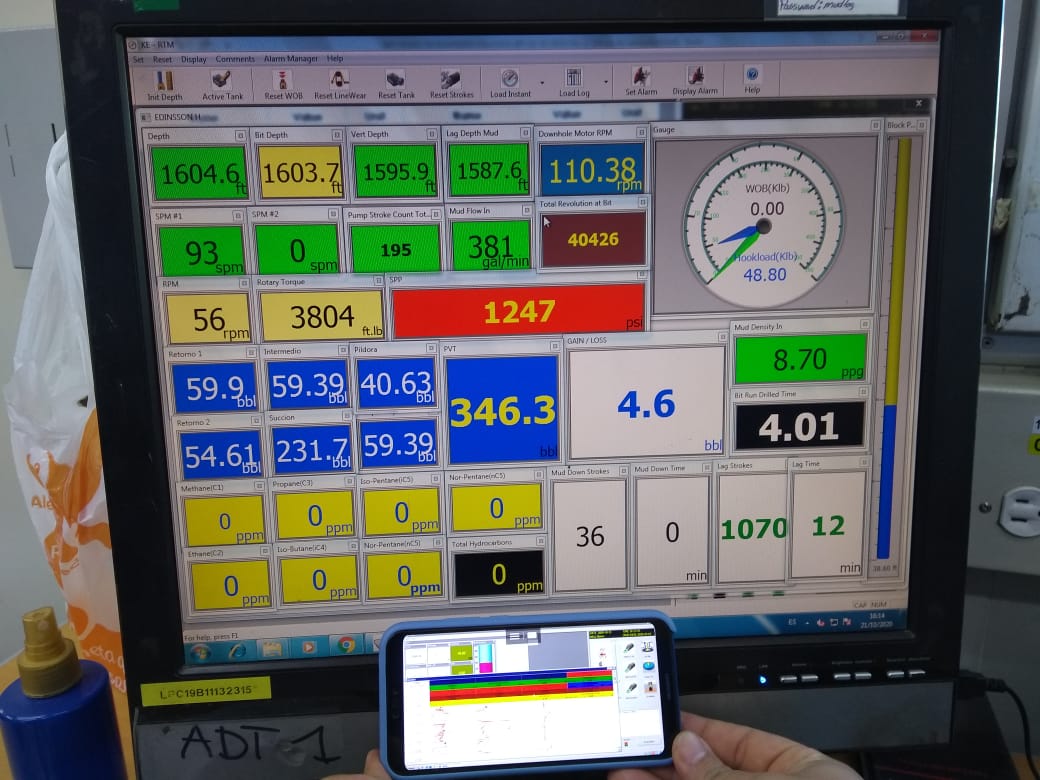 Password: mudlog
KE - RTM
Set Reset Display Comments Alarm Manager Help
Init Depth Active Tank Reset WOB Reset LineWear Reset Tank Reset Strokes Load Instant Load Log Set Alarm Display Alarm Help
EDINSSON H
Depth Bit Depth Vert Depth Lag Depth Mud Downhole Motor RPM Gauge Block P...
1604.6 ft 1603.7 ft 1595.9 ft 1587.6 ft 110.38 rpm
WOB(Klb)
0.00
Hookload(Klb)
48.80
SPM #1 SPM #2 Pump Stroke Count Tot... Mud Flow In Total Revolution at Bit
93 spm 0 spm 195 381 gal/min 40426
RPM Rotary Torque SPP
56 rpm 3804 ft.lb 1247 psi
Retorno 1 Intermedio Pildora PVT GAIN / LOSS Mud Density In
59.9 bbl 59.39 bbl 40.63 bbl 346.3 bbl 4.6 bbl 8.70 ppg
Retorno 2 Succion Bit Run Drilled Time
54.61 bbl 231.7 bbl 59.39 bbl 4.01
Methane(C1) Propane(C3) Iso-Pentane(iC5) Nor-Pentane(nC5) Mud Down Strokes Mud Down Time Lag Strokes Lag Time
0 ppm 0 ppm 0 ppm 0 ppm 36 0 min 1070 12 min
Ethane(C2) Iso-Butane(iC4) Nor-Pentane(nC5) Total Hydrocarbons
0 ppm 0 ppm 0 ppm 0 ppm
38.60 ft
CAP NUM
For help, press F1
ES 16:14
21/10/2020
LPC19B11132315
ADT 1